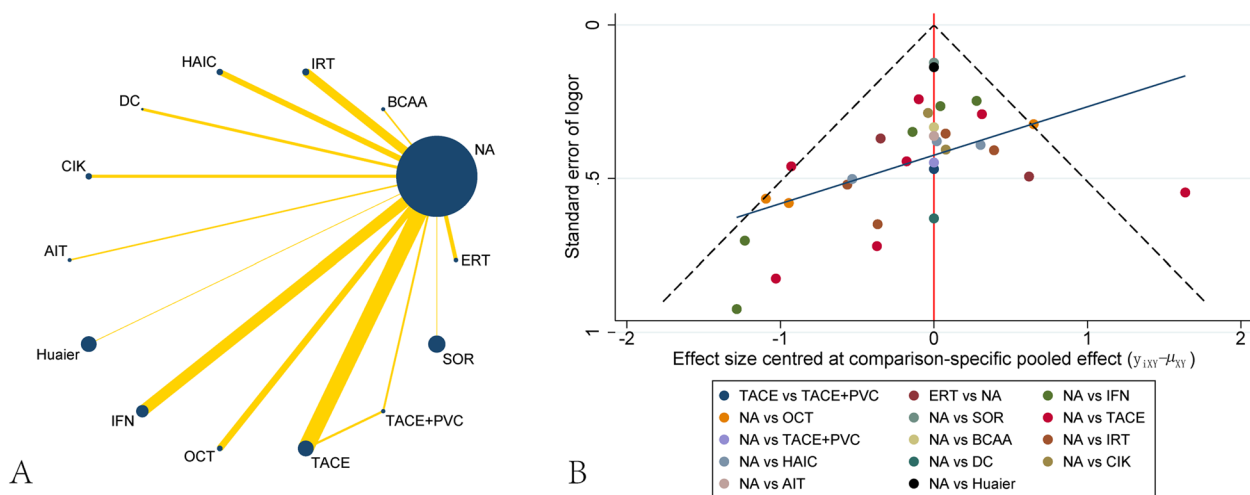 HAIC
IRT
DC
BCAA
NA
CIK
AIT
ERT
Huaier
SOR
IFN
TACE+PVC
OCT
TACE
A
0
.5
1
Standard error of logor
-2
-1
0
1
2
Effect size centred at comparison-specific pooled effect (yiXY-μXY)
TACE vs TACE+PVC
ERT vs NA
NA vs IFN
NA vs OCT
NA vs SOR
NA vs TACE
NA vs TACE+PVC
NA vs BCAA
NA vs IRT
NA vs HAIC
NA vs DC
NA vs CIK
NA vs AIT
NA vs Huaier
B